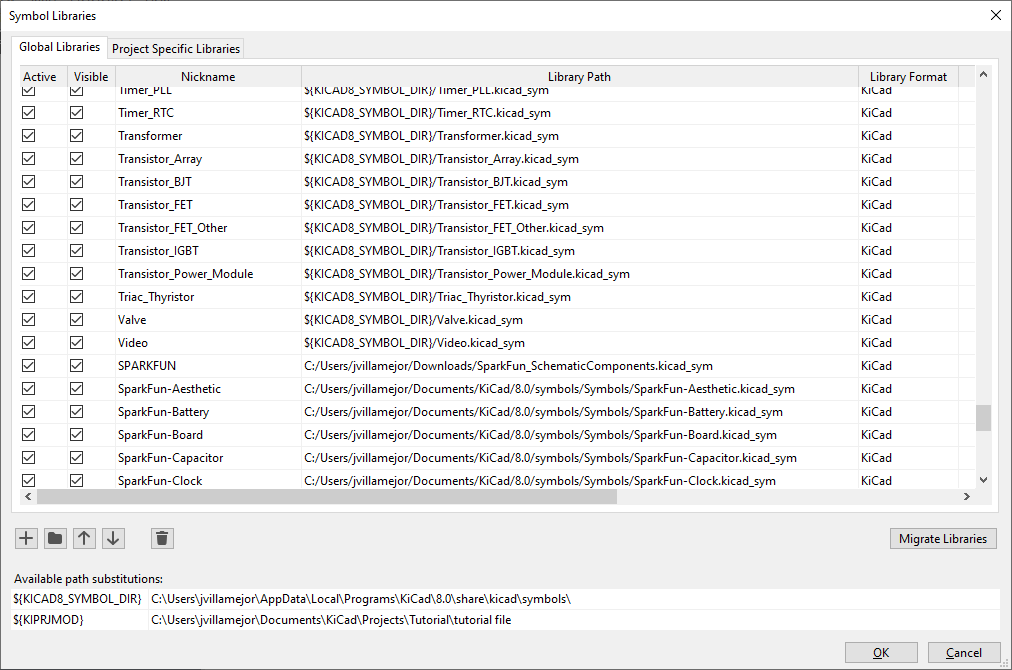 Symbol Libraries
Global Libraries Project Specific Libraries
Active Visible Nickname Library Path Library Format
Timer_PLL ${KICAD8_SYMBOL_DIR}/Timer_PLL.kicad_sym KiCad
Timer_RTC ${KICAD8_SYMBOL_DIR}/Timer_RTC.kicad_sym KiCad
Transformer ${KICAD8_SYMBOL_DIR}/Transformer.kicad_sym KiCad
Transistor_Array ${KICAD8_SYMBOL_DIR}/Transistor_Array.kicad_sym KiCad
Transistor_BJT ${KICAD8_SYMBOL_DIR}/Transistor_BJT.kicad_sym KiCad
Transistor_FET ${KICAD8_SYMBOL_DIR}/Transistor_FET.kicad_sym KiCad
Transistor_FET_Other ${KICAD8_SYMBOL_DIR}/Transistor_FET_Other.kicad_sym KiCad
Transistor_IGBT ${KICAD8_SYMBOL_DIR}/Transistor_IGBT.kicad_sym KiCad
Transistor_Power_Module ${KICAD8_SYMBOL_DIR}/Transistor_Power_Module.kicad_sym KiCad
Triac_Thyristor ${KICAD8_SYMBOL_DIR}/Triac_Thyristor.kicad_sym KiCad
Valve ${KICAD8_SYMBOL_DIR}/Valve.kicad_sym KiCad
Video ${KICAD8_SYMBOL_DIR}/Video.kicad_sym KiCad
SPARKFUN C:/Users/jvillamejor/Downloads/SparkFun_SchematicComponents.kicad_sym KiCad
SparkFun-Aesthetic C:/Users/jvillamejor/Documents/KiCad/8.0/symbols/Symbols/SparkFun-Aesthetic.kicad_sym KiCad
SparkFun-Battery C:/Users/jvillamejor/Documents/KiCad/8.0/symbols/Symbols/SparkFun-Battery.kicad_sym KiCad
SparkFun-Board C:/Users/jvillamejor/Documents/KiCad/8.0/symbols/Symbols/SparkFun-Board.kicad_sym KiCad
SparkFun-Capacitor C:/Users/jvillamejor/Documents/KiCad/8.0/symbols/Symbols/SparkFun-Capacitor.kicad_sym KiCad
SparkFun-Clock C:/Users/jvillamejor/Documents/KiCad/8.0/symbols/Symbols/SparkFun-Clock.kicad_sym KiCad
Migrate Libraries
Available path substitutions:
${KICAD8_SYMBOL_DIR} C:\Users\jvillamejor\AppData\Local\Programs\KiCad\8.0\share\kicad\symbols\
${KIPRJMOD} C:\Users\jvillamejor\Documents\KiCad\Projects\Tutorial\tutorial file
OK Cancel